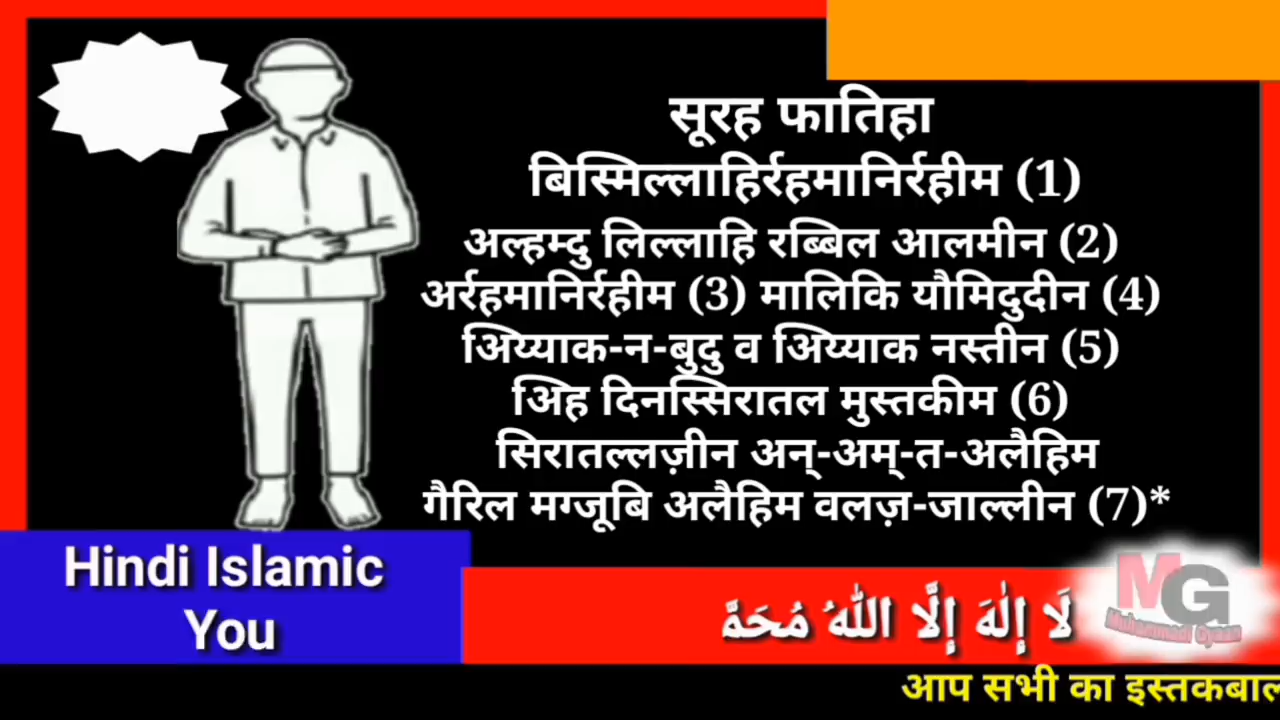 सूरह फातिहा
बिस्मिल्लाहिर्रहमानिर्रहीम (1)
अल्हम्दु लिल्लाहि रब्बिल आलमीन (2)
अर्रहमानिर्रहीम (3) मालिकि यौमिदुदीन (4)
अिय्याक-न-बुदु व अिय्याक नस्तीन (5)
अिह दिनस्सिरातल मुस्तकीम (6)
सिरातल्लज़ीन अन्-अम्-त-अलैहिम
गैरिल मग्जूबि अलैहिम वलज़-जाल्लीन (7)*
Hindi Islamic
You
لَا إِلٰهَ إِلَّا اللّٰهُ مُحَمَّ
MG
Muhammadi Gyaan
आप सभी का इस्तकबाल